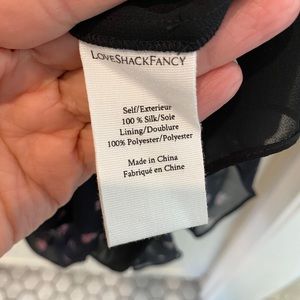 LoveShackFancy
Self/Exterieur
100 % Silk/Soie
Lining/Doublure
100% Polyester/Polyester
Made in China
Fabriqué en Chine